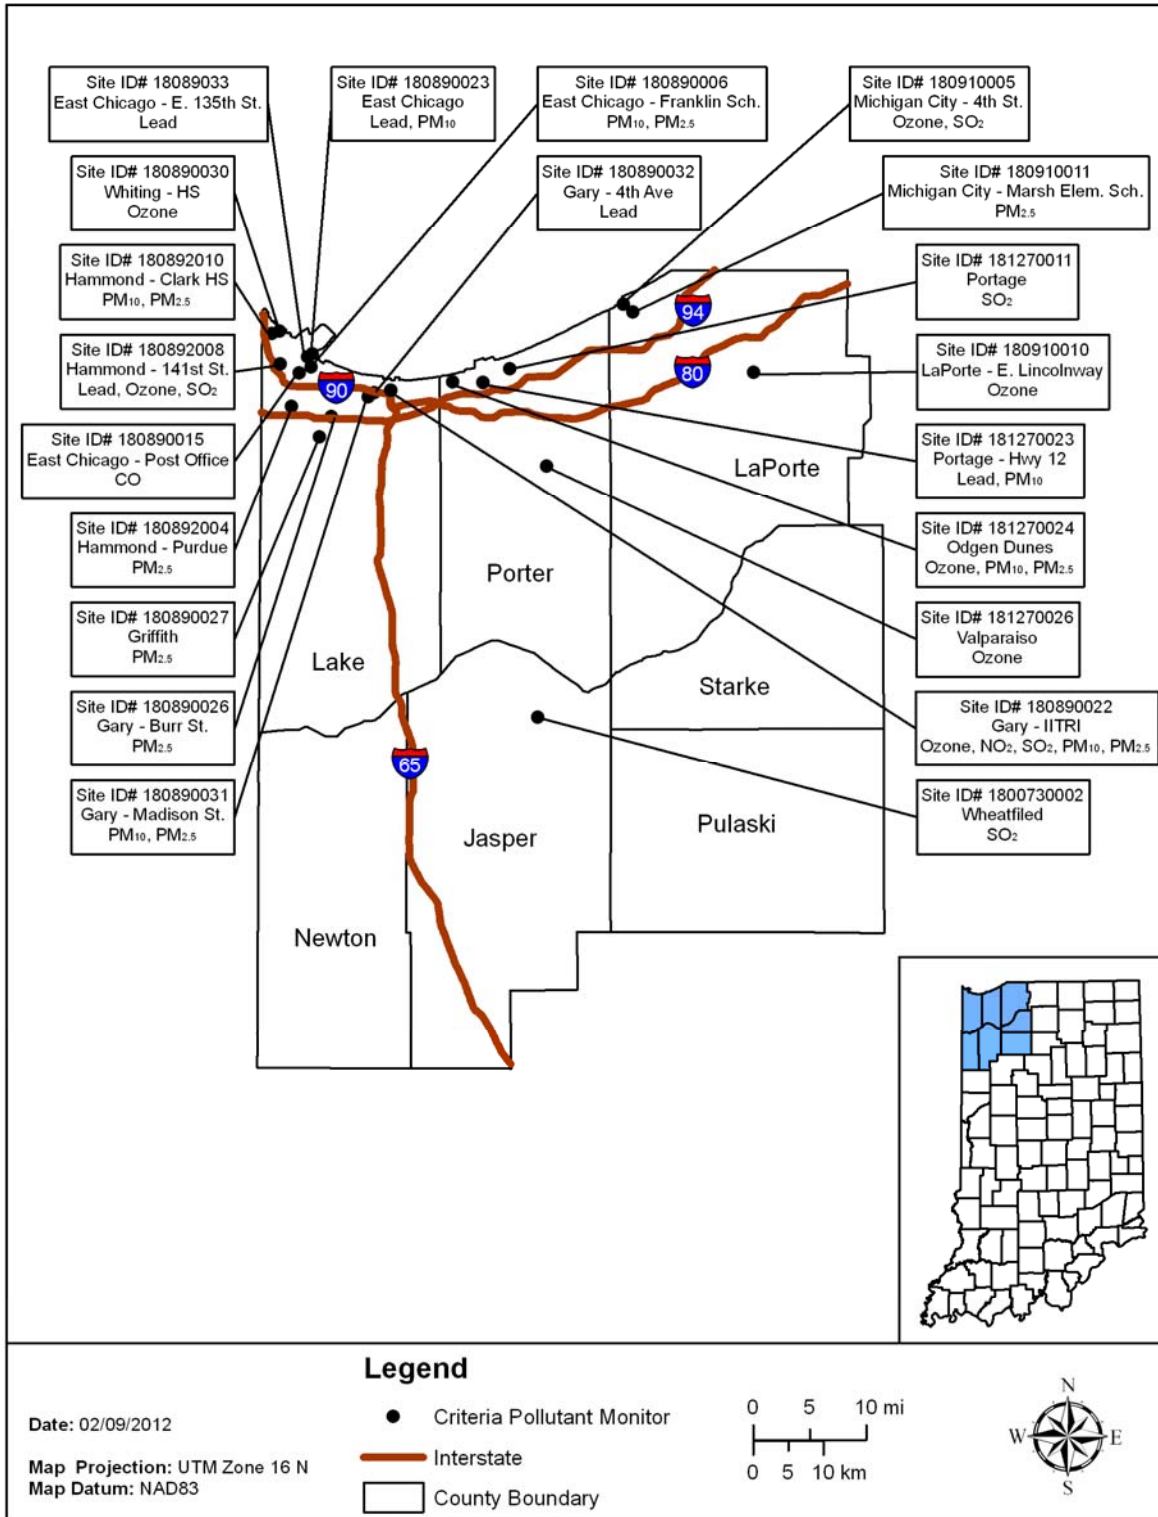 Site ID# 18089033
East Chicago - E. 135th St.
Lead
Site ID# 180890023
East Chicago
Lead, PM₁₀
Site ID# 180890006
East Chicago - Franklin Sch.
PM₁₀, PM₂.₅
Site ID# 180910005
Michigan City - 4th St.
Ozone, SO₂
Site ID# 180890030
Whiting - HS
Ozone
Site ID# 180890032
Gary - 4th Ave
Lead
Site ID# 180910011
Michigan City - Marsh Elem. Sch.
PM₂.₅
Site ID# 180892010
Hammond - Clark HS
PM₁₀, PM₂.₅
Site ID# 181270011
Portage
SO₂
Site ID# 180892008
Hammond - 141st St.
Lead, Ozone, SO₂
Site ID# 180910010
LaPorte - E. Lincolnway
Ozone
Site ID# 180890015
East Chicago - Post Office
CO
Site ID# 181270023
Portage - Hwy 12
Lead, PM₁₀
Site ID# 180892004
Hammond - Purdue
PM₂.₅
Site ID# 181270024
Odgen Dunes
Ozone, PM₁₀, PM₂.₅
Site ID# 180890027
Griffith
PM₂.₅
Site ID# 181270026
Valparaiso
Ozone
Site ID# 180890026
Gary - Burr St.
PM₂.₅
Site ID# 180890022
Gary - IITRI
Ozone, NO₂, SO₂, PM₁₀, PM₂.₅
Site ID# 180890031
Gary - Madison St.
PM₁₀, PM₂.₅
Site ID# 1800730002
Wheatfiled
SO₂
94
80
90
65
LaPorte
Porter
Lake
Starke
Pulaski
Jasper
Newton
Legend
Criteria Pollutant Monitor
Interstate
County Boundary
Date: 02/09/2012
Map Projection: UTM Zone 16 N
Map Datum: NAD83
0 5 10 mi
0 5 10 km
N
W E
S